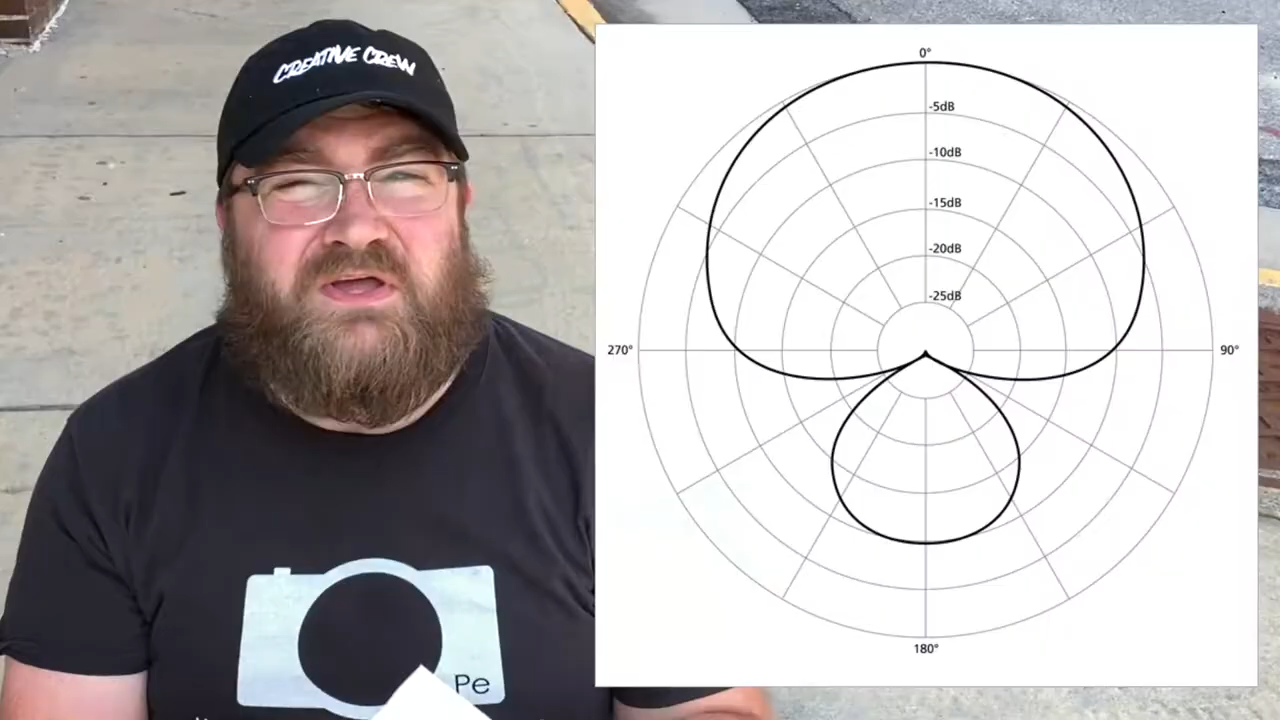 CREATIVE CREW
Pe
0°
-5dB
-10dB
-15dB
-20dB
-25dB
270°
90°
180°